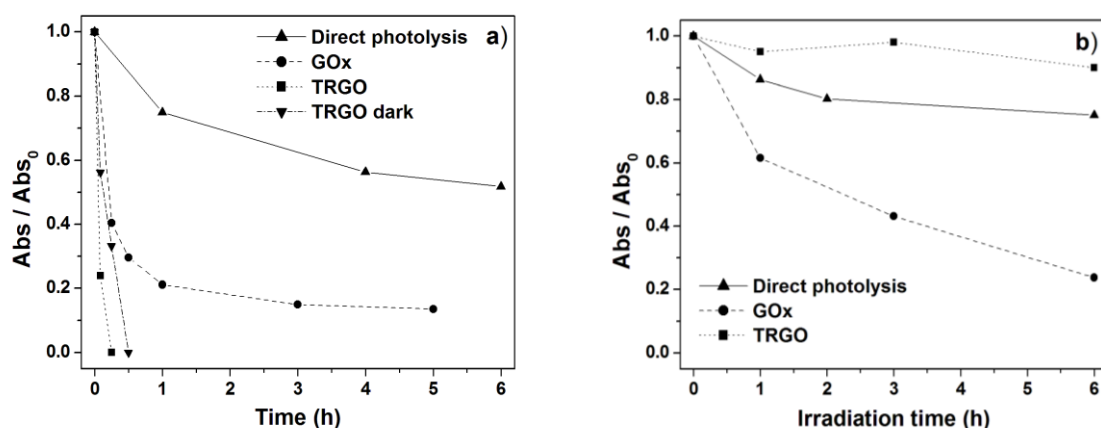 a)
Direct photolysis
GOx
TRGO
TRGO dark
Abs / Abs₀
1.0
0.8
0.6
0.4
0.2
0.0
0 1 2 3 4 5 6
Time (h)
b)
Abs / Abs₀
1.0
0.8
0.6
0.4
0.2
0.0
Direct photolysis
GOx
TRGO
0 1 2 3 4 5 6
Irradiation time (h)